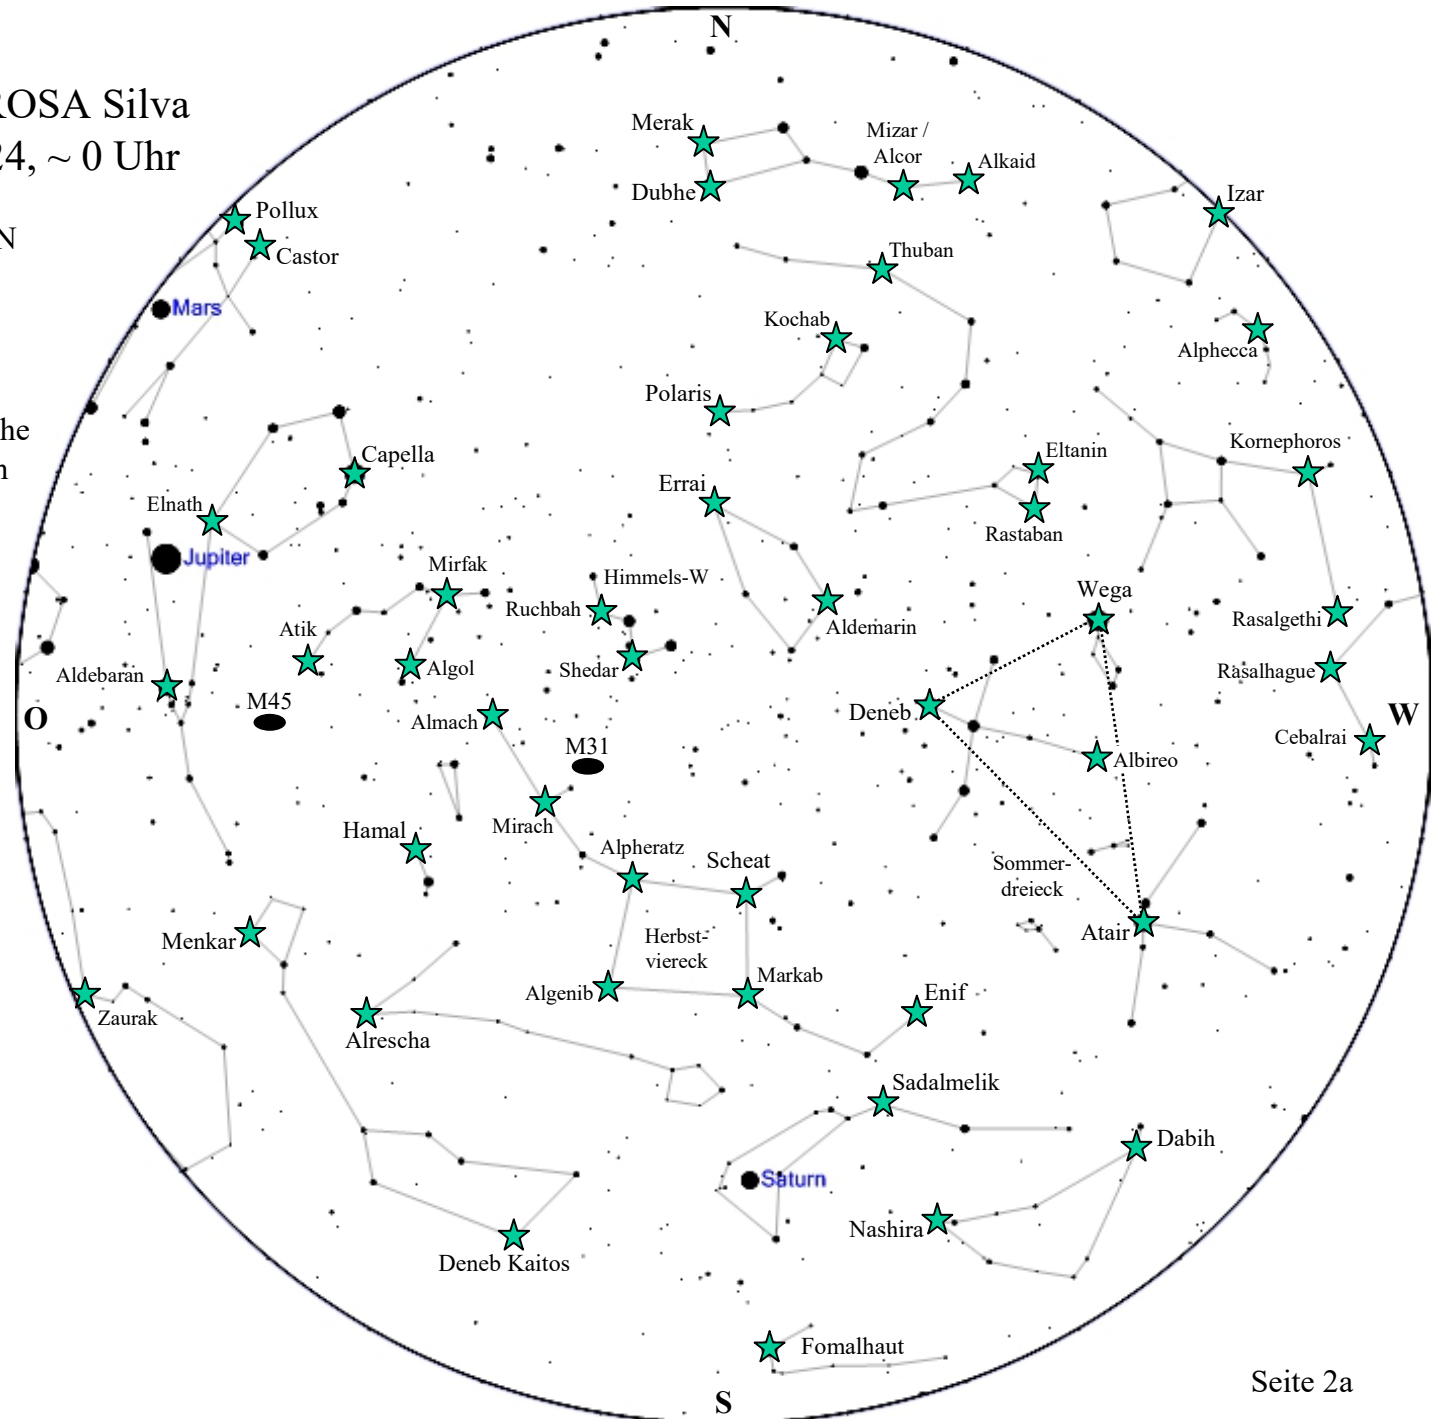 N
ROSA Silva
24, ~ 0 Uhr
N
Merak
Mizar /
Alcor
Alkaid
Dubhe
Izar
Pollux
Castor
Thuban
Mars
Kochab
Alphecca
Polaris
he
n
Capella
Eltanin
Kornephoros
Errai
Elnath
Rastaban
Jupiter
Mirfak
Himmels-W
Wega
Ruchbah
Aldemarin
Rasalgethi
Atik
Algol
Shedar
Rasalhague
Aldebaran
M45
Almach
Deneb
O
W
Cebalrai
M31
Albireo
Mirach
Hamal
Alpheratz
Scheat
Sommer-
dreieck
Menkar
Herbst-
viereck
Atair
Algenib
Markab
Enif
Zaurak
Alrescha
Sadalmelik
Dabih
Saturn
Nashira
Deneb Kaitos
Fomalhaut
Seite 2a
S